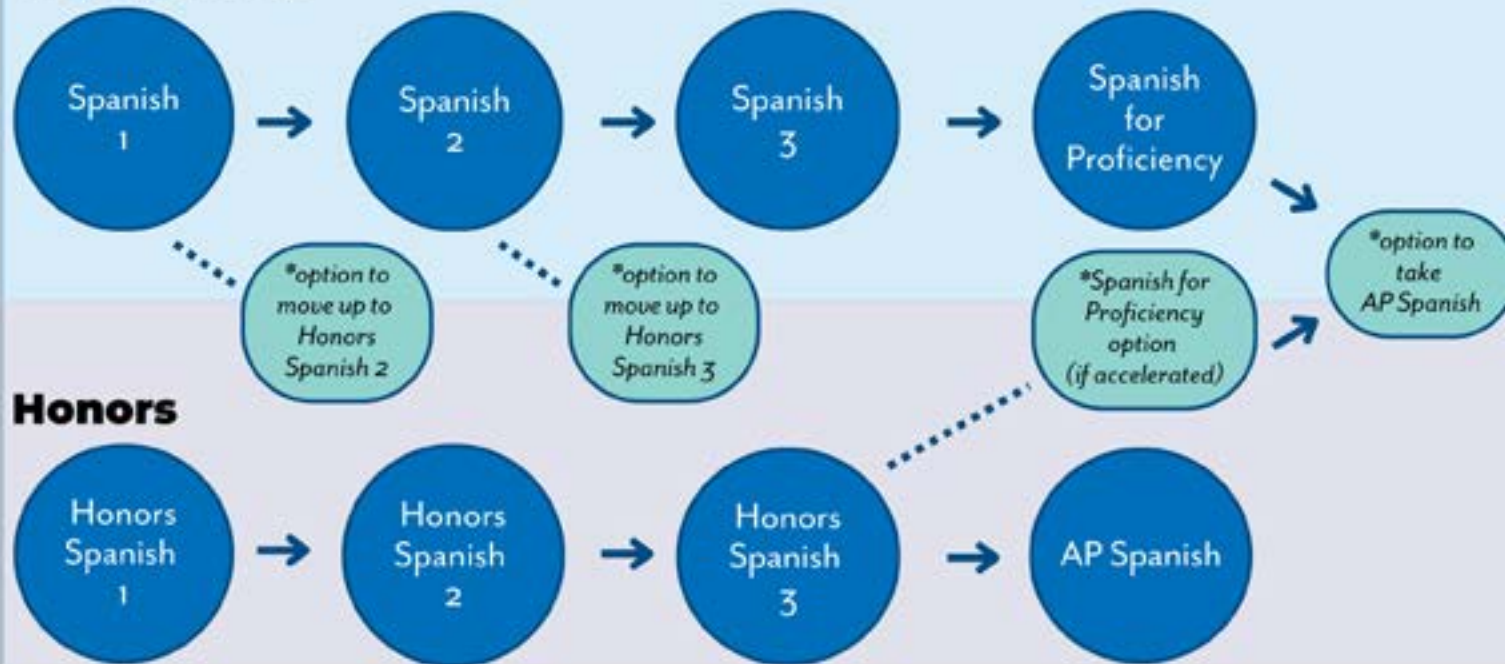 Spanish
1
Spanish
2
Spanish
3
Spanish
for
Proficiency
*option to
move up to
Honors
Spanish 2
*option to
move up to
Honors
Spanish 3
*Spanish for
Proficiency
option
(if accelerated)
*option to
take
AP Spanish
Honors
Honors
Spanish
1
Honors
Spanish
2
Honors
Spanish
3
AP Spanish